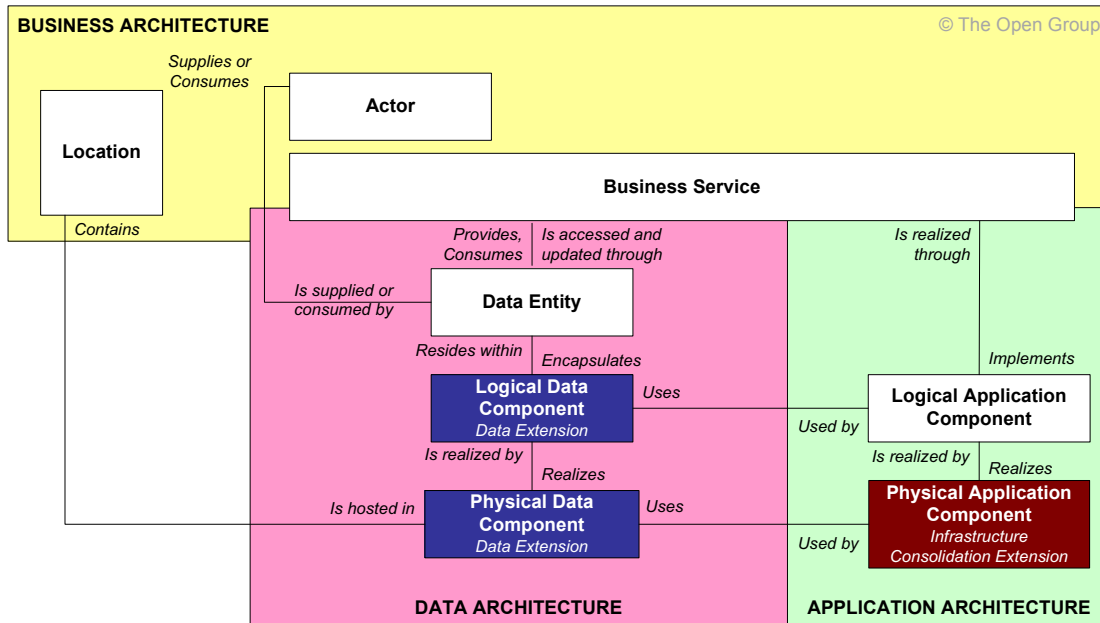 BUSINESS ARCHITECTURE
© The Open Group
Supplies or
Consumes
Actor
Location
Business Service
Contains
Provides,
Consumes
Is accessed and
updated through
Is realized
through
Is supplied or
consumed by
Data Entity
Resides within
Encapsulates
Implements
Logical Data
Component
Data Extension
Uses
Used by
Logical Application
Component
Is realized by
Realizes
Is realized by
Realizes
Is hosted in
Physical Data
Component
Data Extension
Uses
Used by
Physical Application
Component
Infrastructure
Consolidation Extension
DATA ARCHITECTURE
APPLICATION ARCHITECTURE